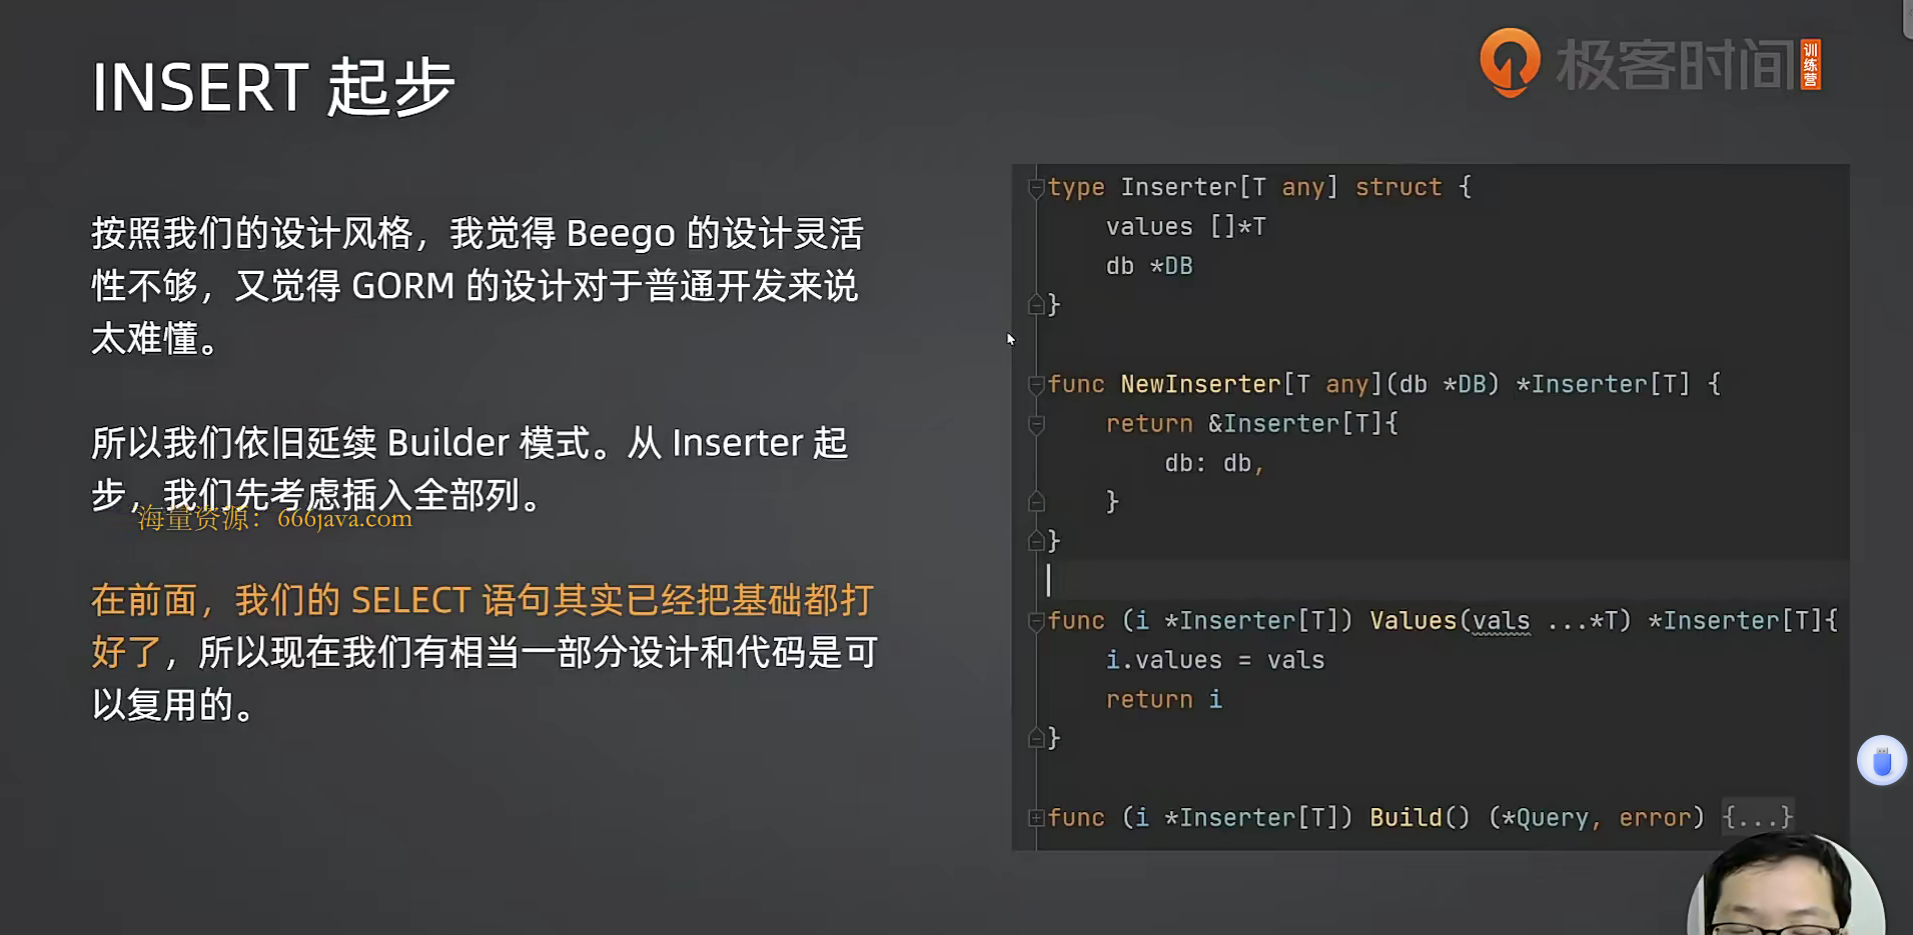 INSERT 起步
极客时间
训练营
按照我们的设计风格，我觉得 Beego 的设计灵活
性不够，又觉得 GORM 的设计对于普通开发来说
太难懂。
所以我们依旧延续 Builder 模式。从 Inserter 起
步，我们先考虑插入全部列。
海量资源：666java.com
在前面，我们的 SELECT 语句其实已经把基础都打
好了，所以现在我们有相当一部分设计和代码是可
以复用的。
type Inserter[T any] struct {
values []*T
db *DB
}
func NewInserter[T any](db *DB) *Inserter[T] {
return &Inserter[T]{
db: db,
}
}
func (i *Inserter[T]) Values(vals ...*T) *Inserter[T]{
i.values = vals
return i
}
func (i *Inserter[T]) Build() (*Query, error) {...}